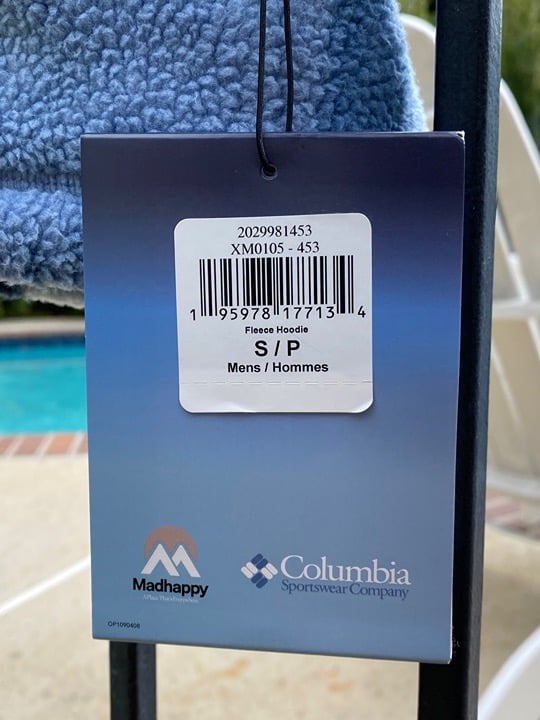 2029981453
XM0105 - 453
1 95978 17713 4
Fleece Hoodie
S / P
Mens / Hommes
Madhappy
Columbia
Sportswear Company
OP1090408